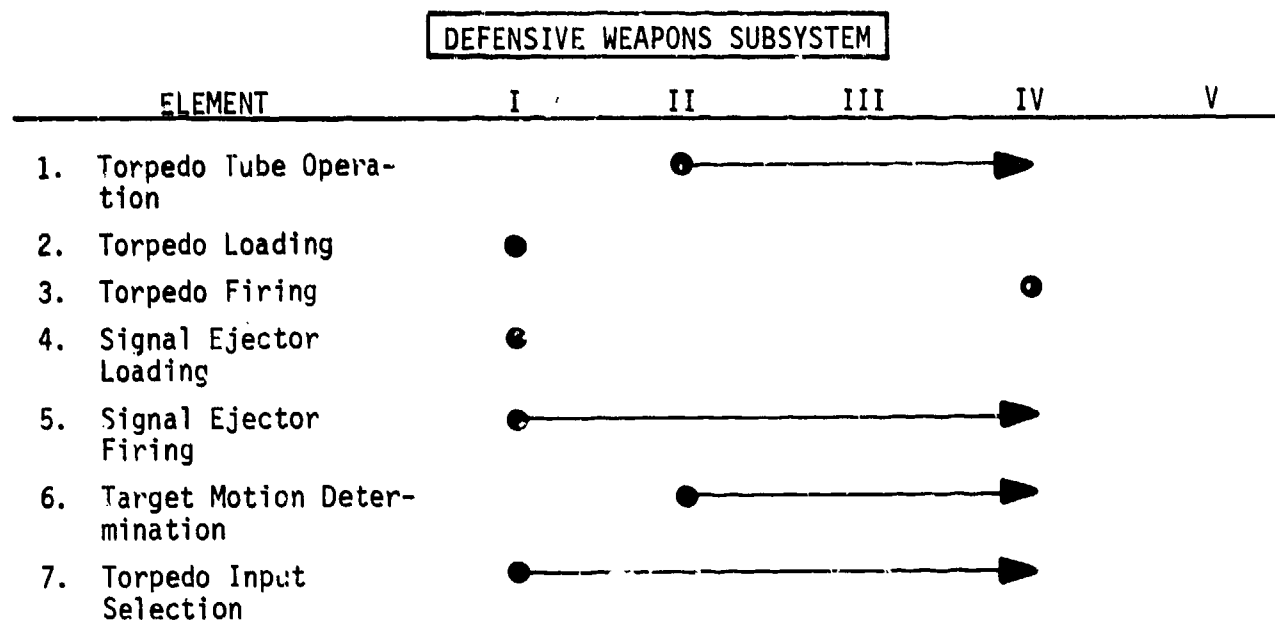 DEFENSIVE WEAPONS SUBSYSTEM
ELEMENT I II III IV V
1. Torpedo Tube Opera-
tion
2. Torpedo Loading
3. Torpedo Firing
4. Signal Ejector
Loading
5. Signal Ejector
Firing
6. Target Motion Deter-
mination
7. Torpedo Input
Selection